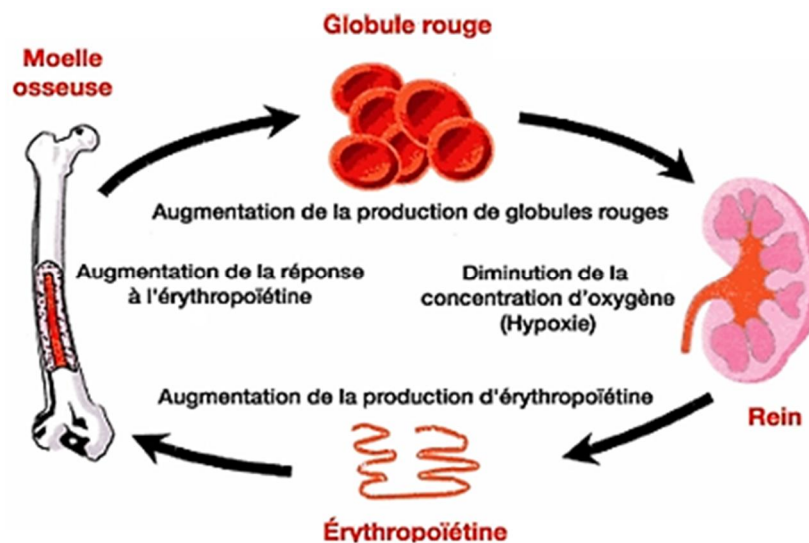 Globule rouge
Moelle
osseuse
Augmentation de la production de globules rouges
Augmentation de la réponse
à l'érythropoïétine
Diminution de la
concentration d'oxygène
(Hypoxie)
Augmentation de la production d'érythropoïétine
Rein
Érythropoïétine